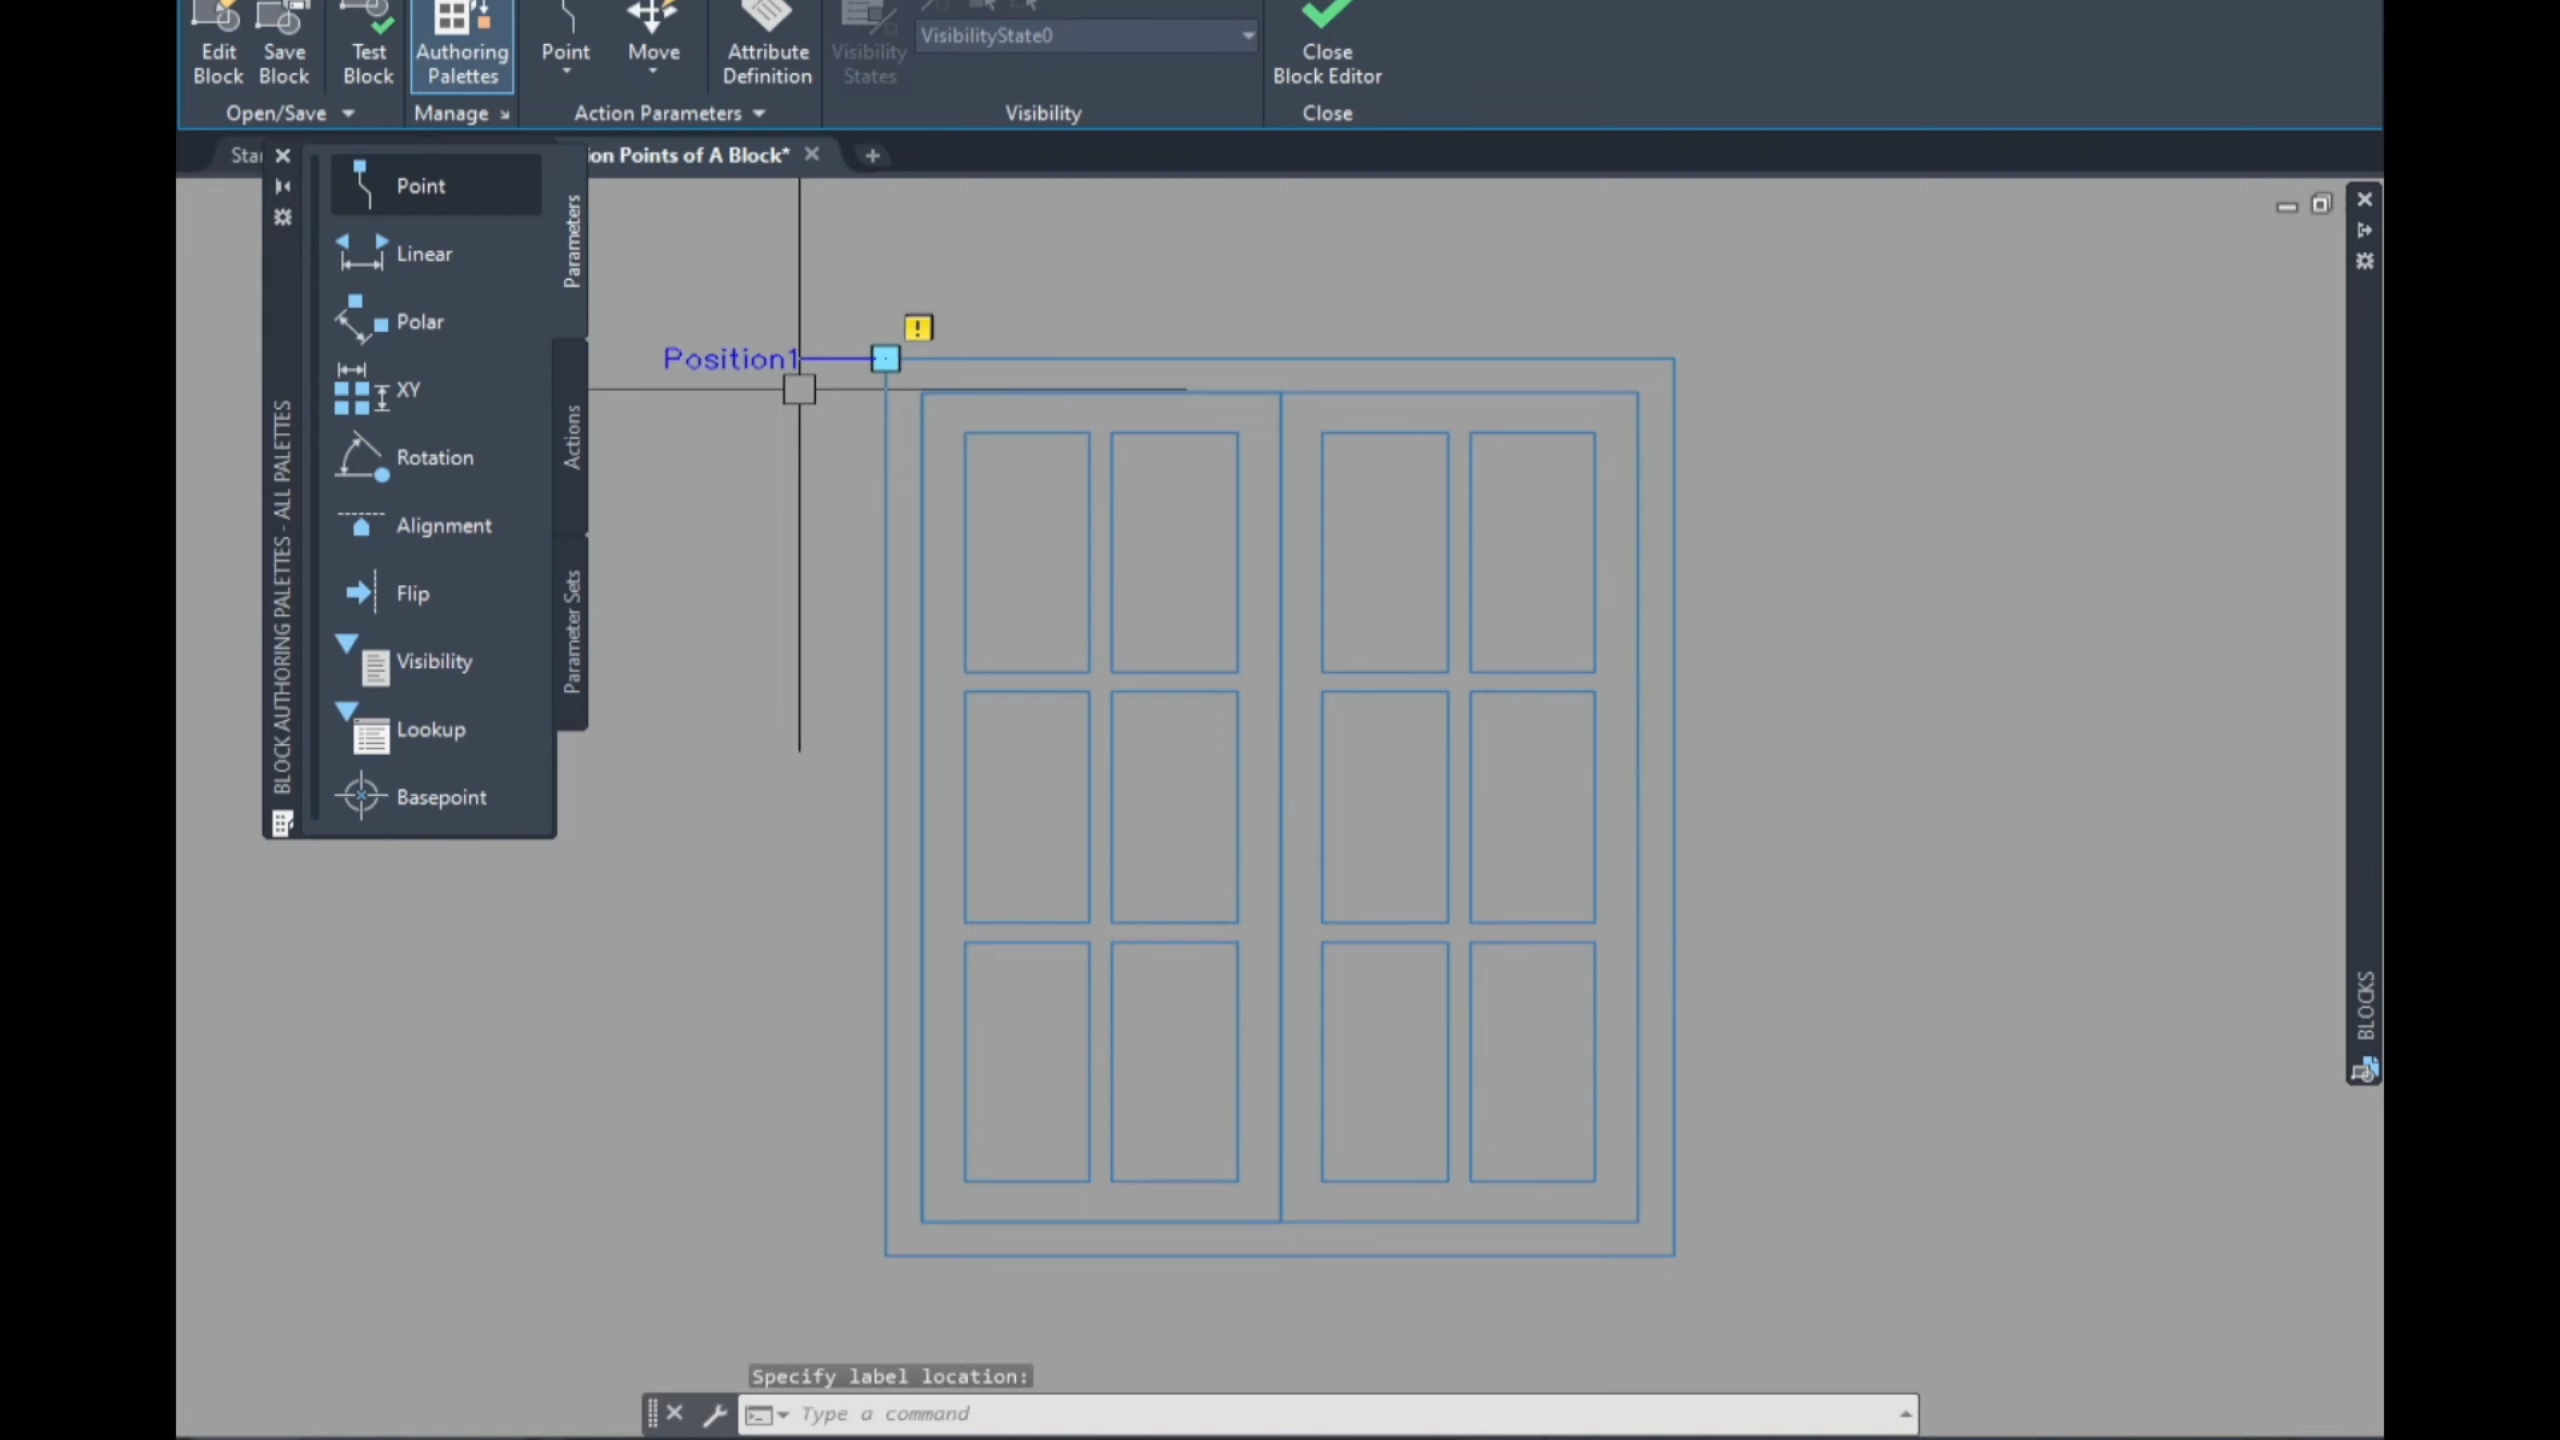 Edit Block
Save Block
Test Block
Authoring Palettes
Point
Move
Attribute Definition
Visibility States
VisibilityState0
Close Block Editor
Open/Save
Manage
Action Parameters
Visibility
Close
Sta
ion Points of A Block*
Point
Linear
Polar
XY
Rotation
Alignment
Flip
Visibility
Lookup
Basepoint
Parameters
Actions
Parameter Sets
BLOCK AUTHORING PALETTES - ALL PALETTES
Position1
BLOCKS
Specify label location:
Type a command